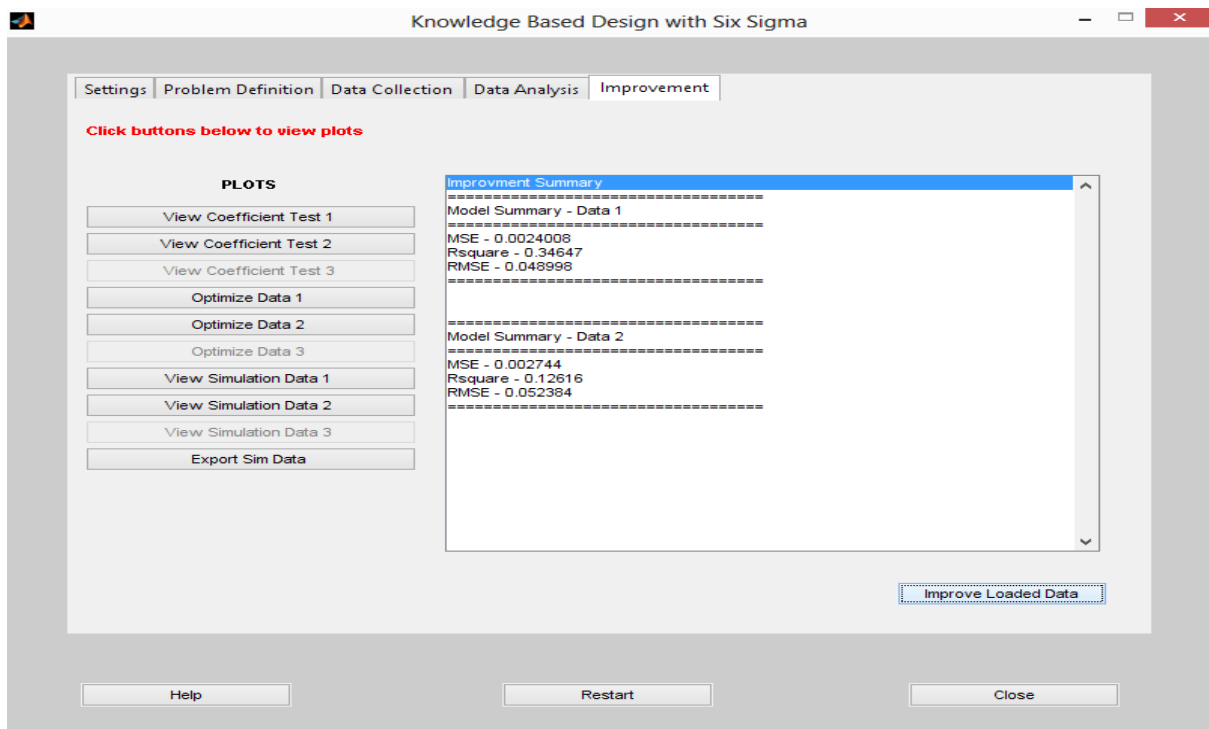 Knowledge Based Design with Six Sigma
Settings Problem Definition Data Collection Data Analysis Improvement
Click buttons below to view plots
PLOTS
View Coefficient Test 1
View Coefficient Test 2
View Coefficient Test 3
Optimize Data 1
Optimize Data 2
Optimize Data 3
View Simulation Data 1
View Simulation Data 2
View Simulation Data 3
Export Sim Data
Improvment Summary
===================================
Model Summary - Data 1
===================================
MSE - 0.0024008
Rsquare - 0.34647
RMSE - 0.048998
===================================
===================================
Model Summary - Data 2
===================================
MSE - 0.002744
Rsquare - 0.12616
RMSE - 0.052384
===================================
Improve Loaded Data
Help Restart Close